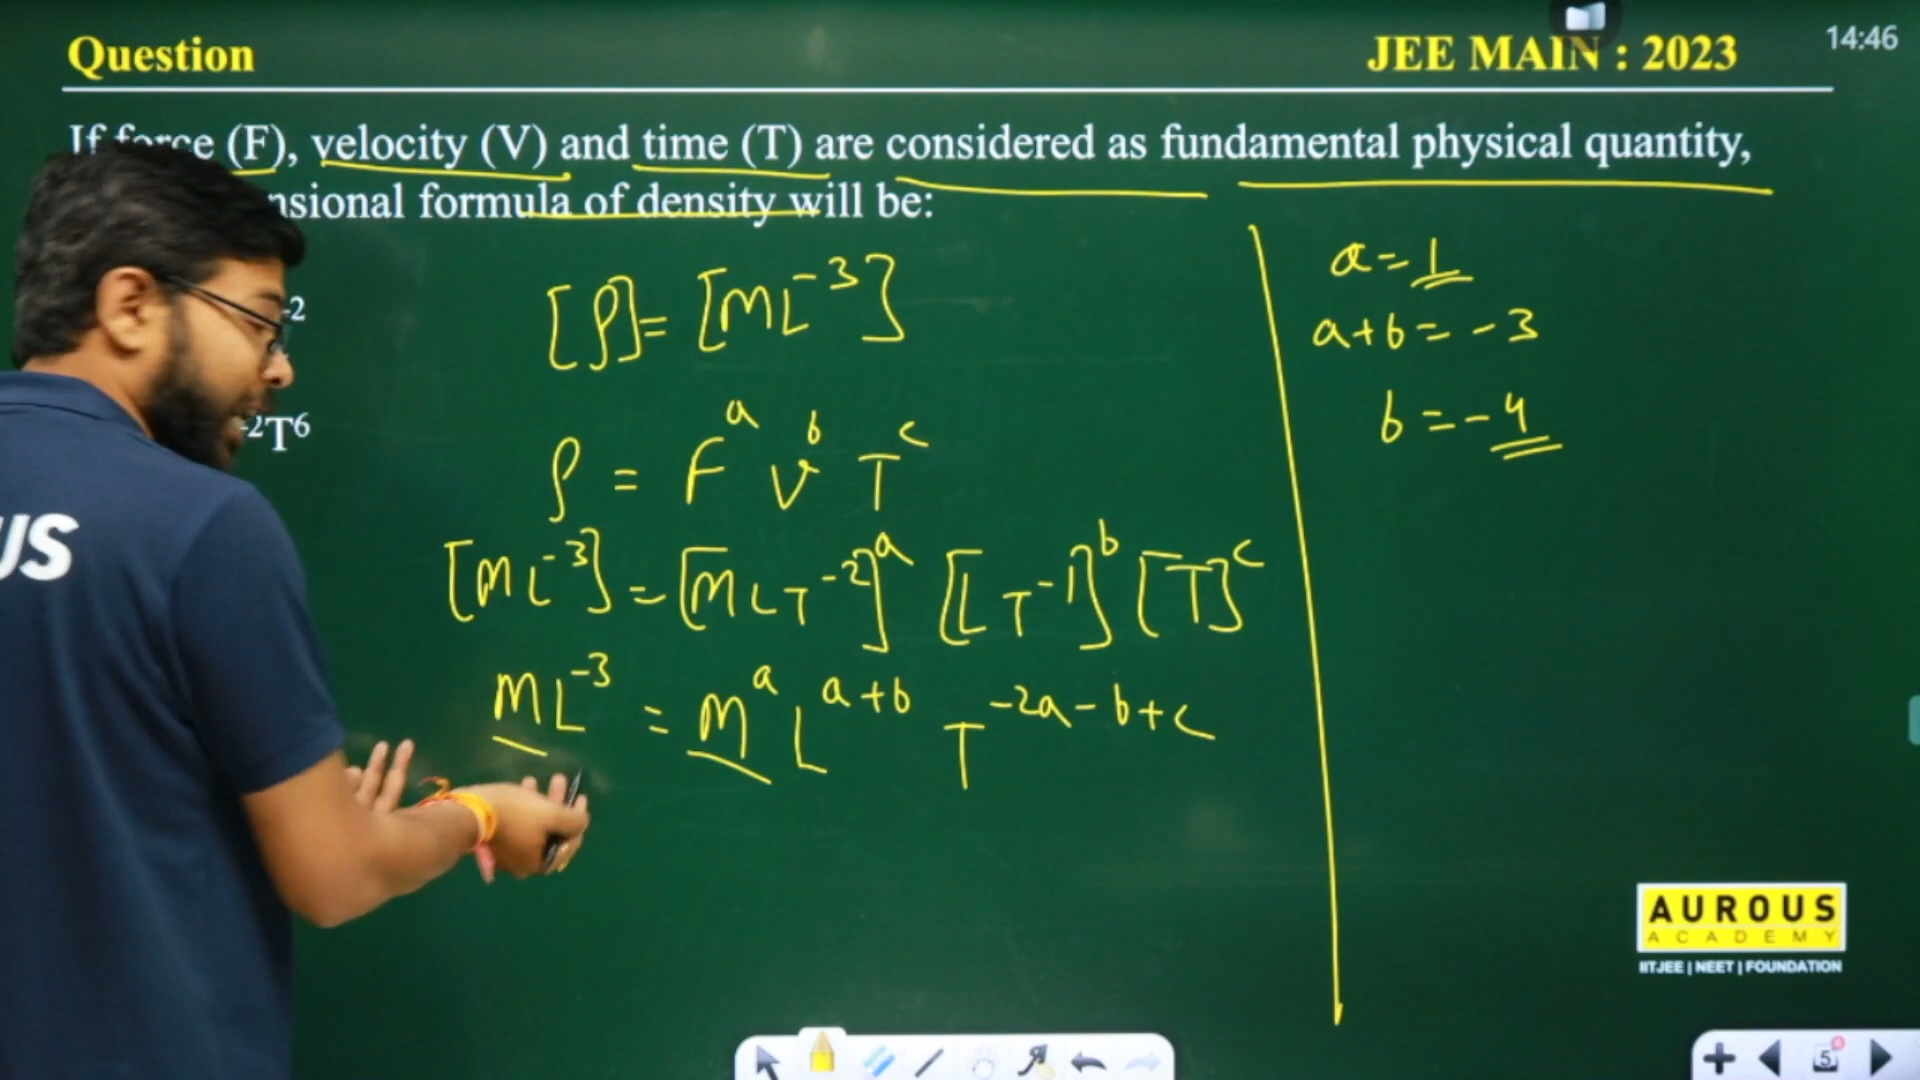 Question
JEE MAIN : 2023
14:46
If force (F), velocity (V) and time (T) are considered as fundamental physical quantity,
nsional formula of density will be:
-2
-2T6
US
[ρ] = [ML^-3]
ρ = F^a V^b T^c
[ML^-3] = [MLT^-2]^a [LT^-1]^b [T]^c
ML^-3 = M^a L^a+b T^-2a-b+c
a = 1
a + b = -3
b = -4
AUROUS
ACADEMY
IITJEE | NEET | FOUNDATION
5